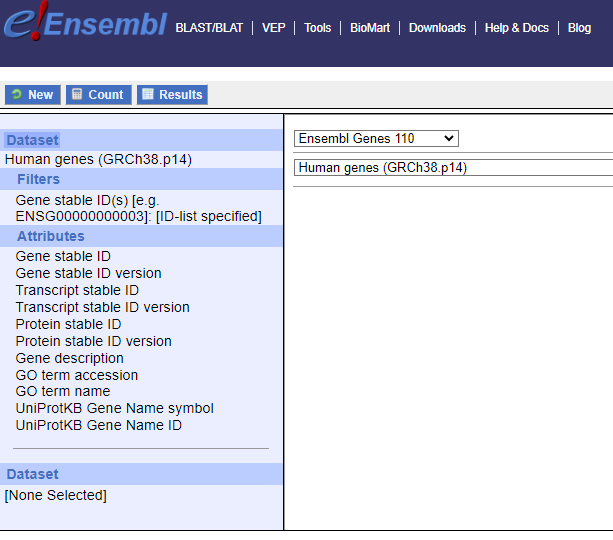 e!Ensembl BLAST/BLAT | VEP | Tools | BioMart | Downloads | Help & Docs | Blog
New Count Results
Dataset
Human genes (GRCh38.p14)
Filters
Gene stable ID(s) [e.g.
ENSG00000000003]: [ID-list specified]
Attributes
Gene stable ID
Gene stable ID version
Transcript stable ID
Transcript stable ID version
Protein stable ID
Protein stable ID version
Gene description
GO term accession
GO term name
UniProtKB Gene Name symbol
UniProtKB Gene Name ID
Dataset
[None Selected]
Ensembl Genes 110
Human genes (GRCh38.p14)